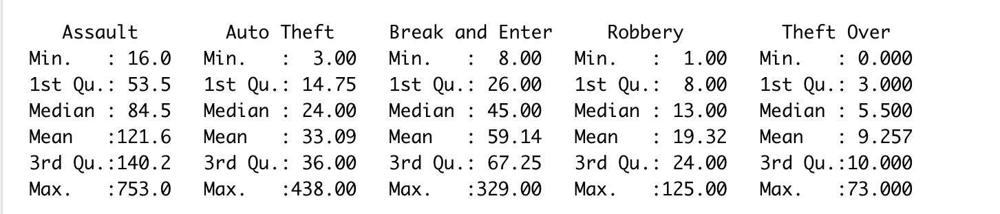 Assault Auto Theft Break and Enter Robbery Theft Over
Min. : 16.0 Min. : 3.00 Min. : 8.00 Min. : 1.00 Min. : 0.000
1st Qu.: 53.5 1st Qu.: 14.75 1st Qu.: 26.00 1st Qu.: 8.00 1st Qu.: 3.000
Median : 84.5 Median : 24.00 Median : 45.00 Median : 13.00 Median : 5.500
Mean :121.6 Mean : 33.09 Mean : 59.14 Mean : 19.32 Mean : 9.257
3rd Qu.:140.2 3rd Qu.: 36.00 3rd Qu.: 67.25 3rd Qu.: 24.00 3rd Qu.:10.000
Max. :753.0 Max. :438.00 Max. :329.00 Max. :125.00 Max. :73.000